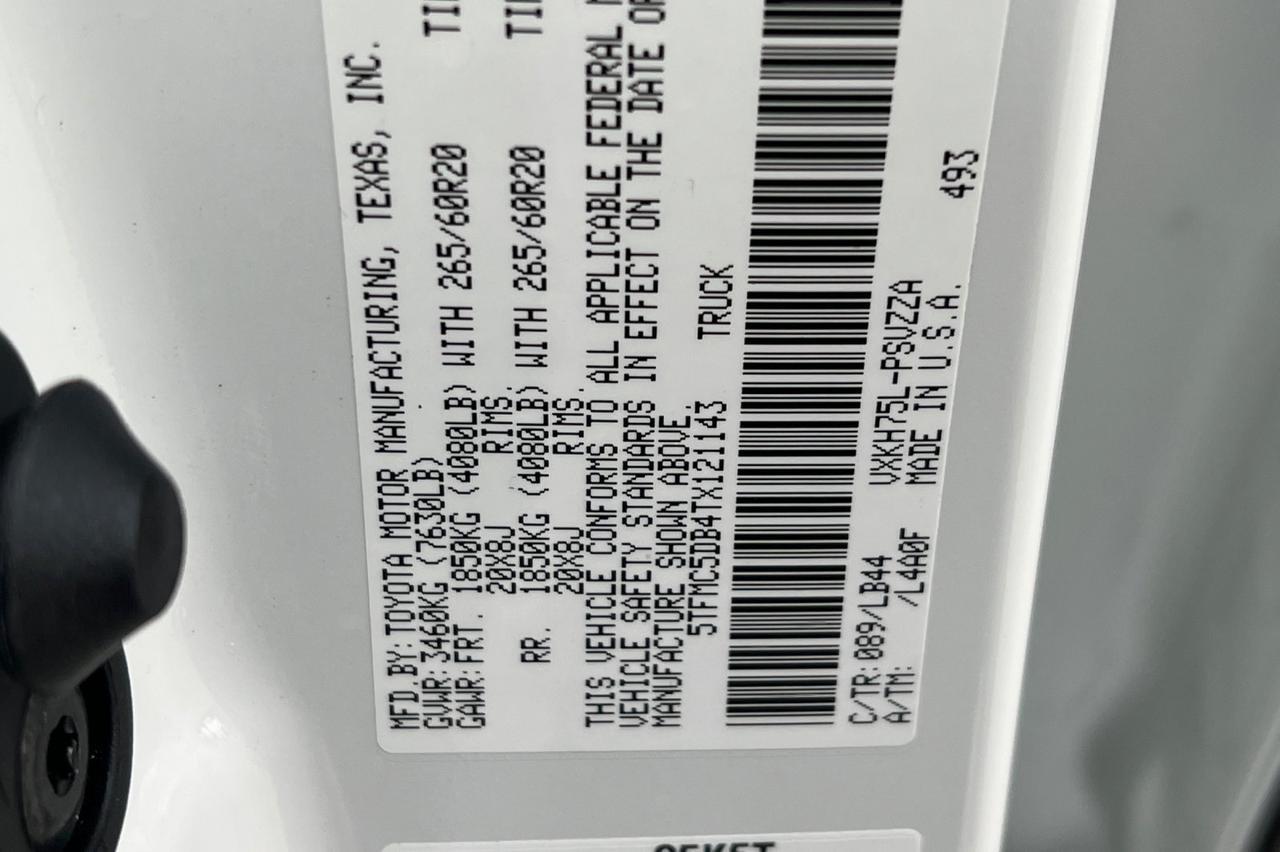 MFD BY: TOYOTA MOTOR MANUFACTURING, TEXAS, INC.
GVWR: 3460KG (7630LB)
GAWR: FRT. 1850KG (4080LB) WITH 265/60R20
20X8J RIMS,
RR. 1850KG (4080LB) WITH 265/60R20
20X8J RIMS,
THIS VEHICLE CONFORMS TO ALL APPLICABLE FEDERAL
VEHICLE SAFETY STANDARDS IN EFFECT ON THE DATE OF
MANUFACTURE SHOWN ABOVE.
5TFMC5DB4TX121143 TRUCK
C/TR: 089/LB44 VXKH75L-PSVZZA 493
A/TM: /L4A0F MADE IN U.S.A.